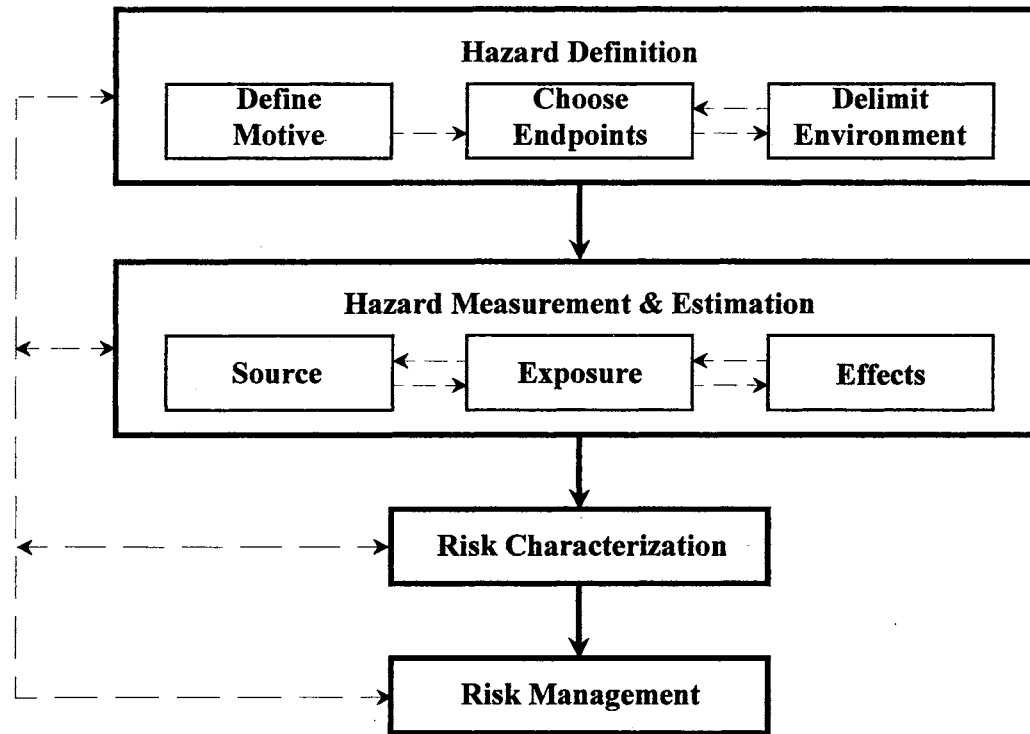 Hazard Definition
Define
Motive
Choose
Endpoints
Delimit
Environment
Hazard Measurement & Estimation
Source
Exposure
Effects
Risk Characterization
Risk Management